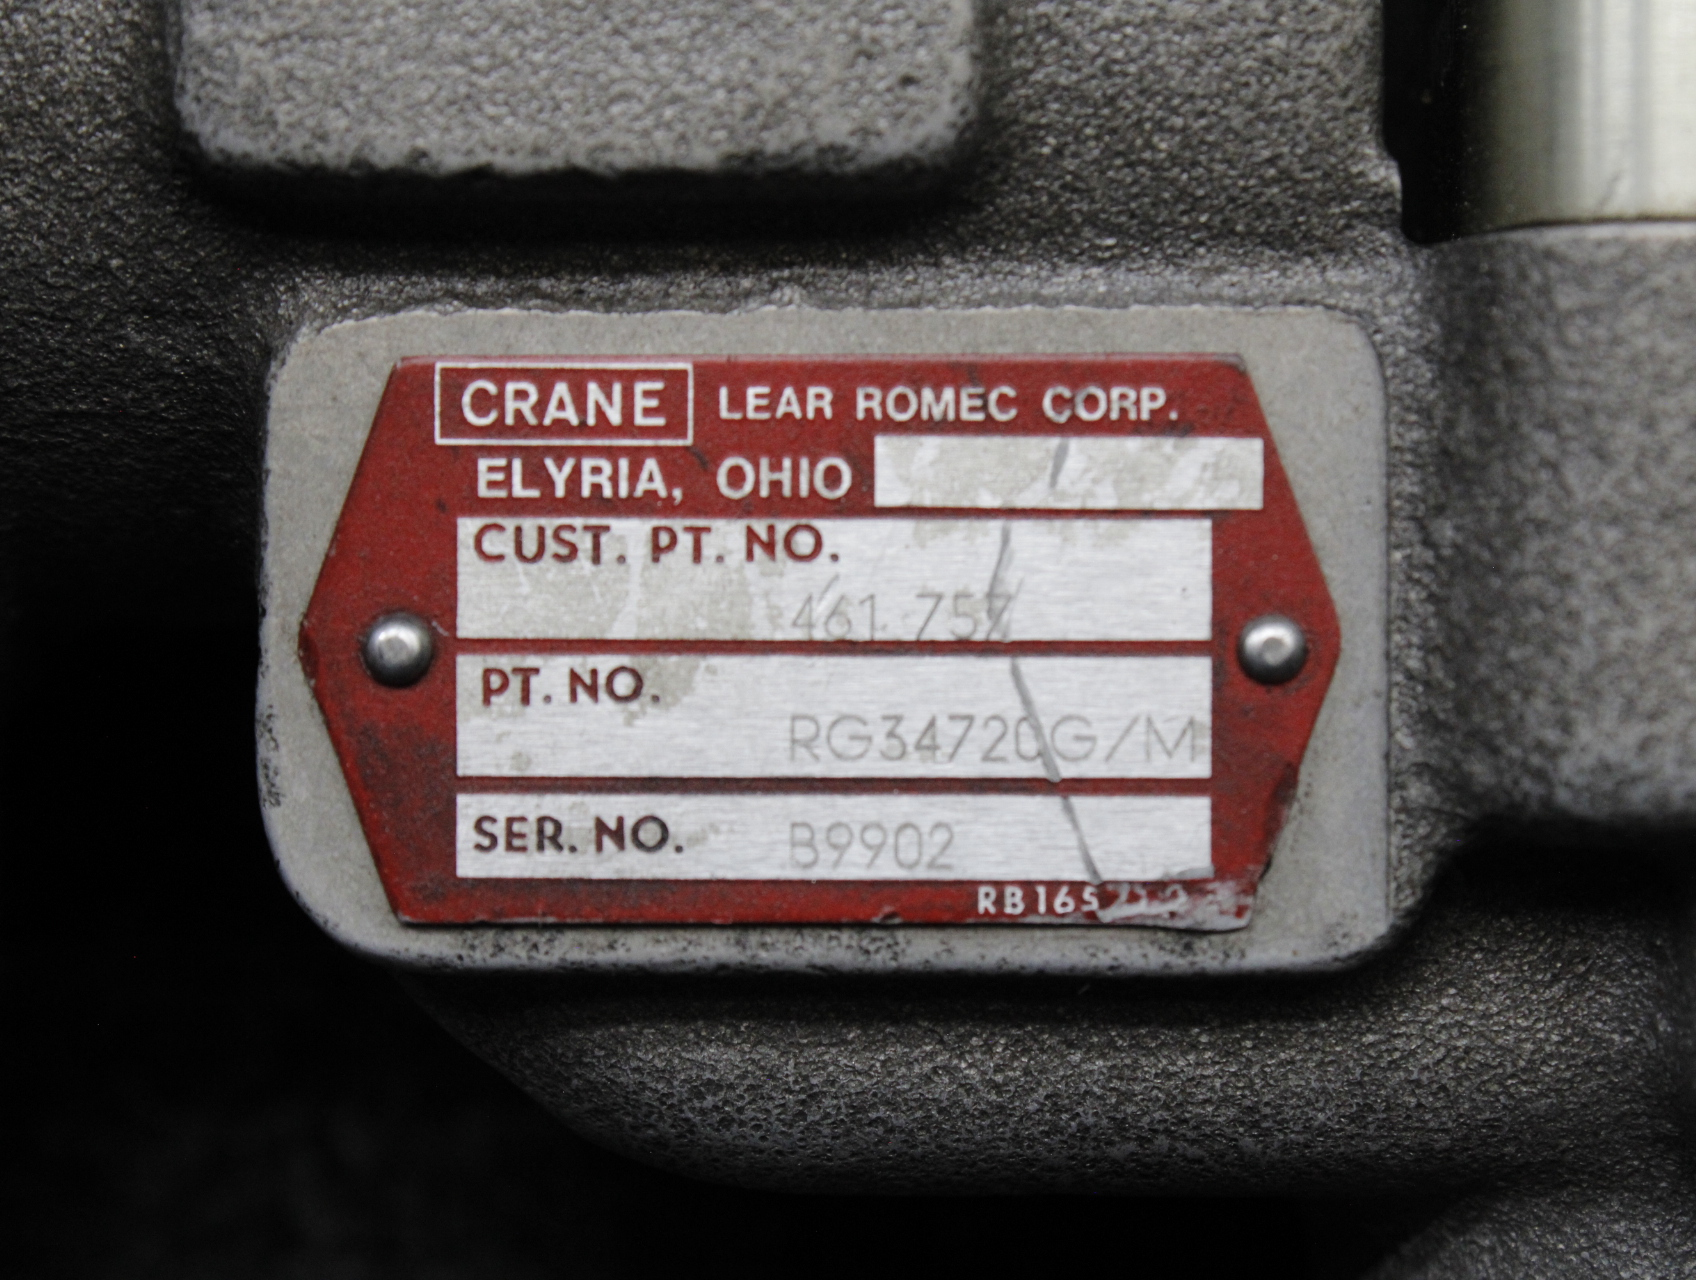 CRANE LEAR ROMEC CORP.
ELYRIA, OHIO
CUST. PT. NO.
461 757
PT. NO.
RG34720G/M
SER. NO. B9902